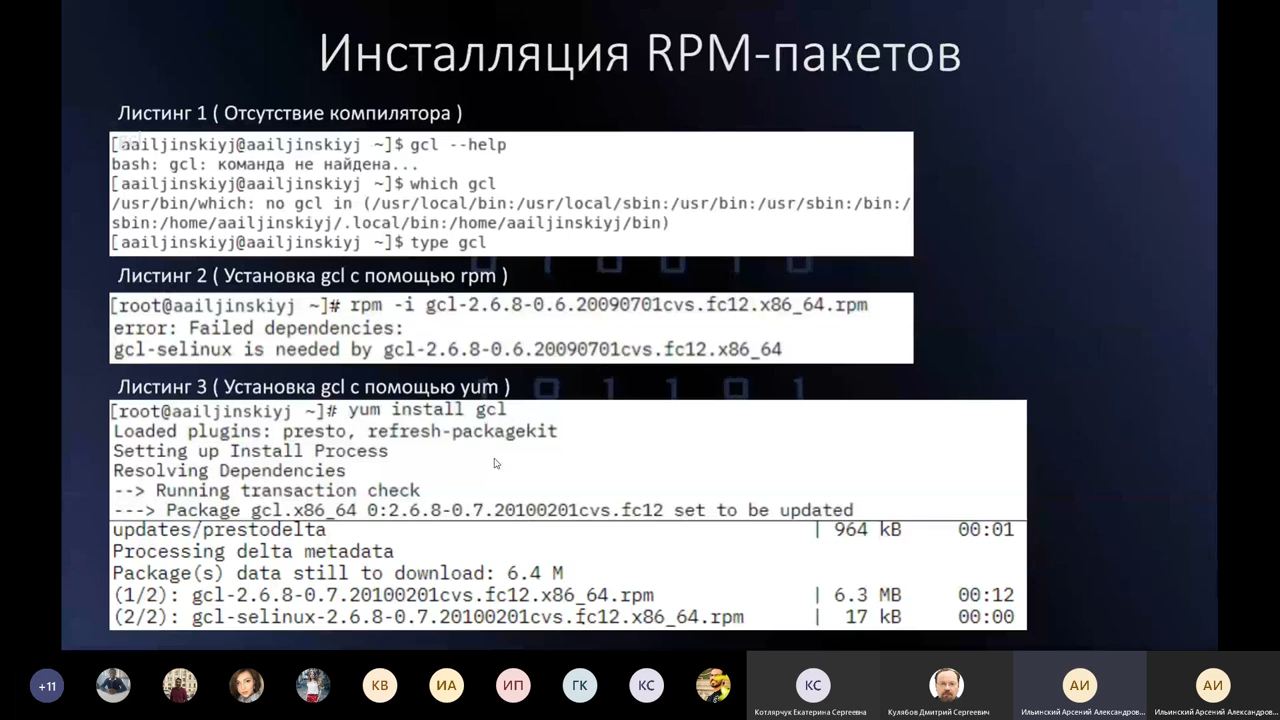 Инсталляция RPM-пакетов
Листинг 1 ( Отсутствие компилятора )
[aailjinskiyj@aailjinskiyj ~]$ gcl --help
bash: gcl: команда не найдена...
[aailjinskiyj@aailjinskiyj ~]$ which gcl
/usr/bin/which: no gcl in (/usr/local/bin:/usr/local/sbin:/usr/bin:/usr/sbin:/bin:/
sbin:/home/aailjinskiyj/.local/bin:/home/aailjinskiyj/bin)
[aailjinskiyj@aailjinskiyj ~]$ type gcl
Листинг 2 ( Установка gcl с помощью rpm )
[root@aailjinskiyj ~]# rpm -i gcl-2.6.8-0.6.20090701cvs.fc12.x86_64.rpm
error: Failed dependencies:
gcl-selinux is needed by gcl-2.6.8-0.6.20090701cvs.fc12.x86_64
Листинг 3 ( Установка gcl с помощью yum )
[root@aailjinskiyj ~]# yum install gcl
Loaded plugins: presto, refresh-packagekit
Setting up Install Process
Resolving Dependencies
--> Running transaction check
---> Package gcl.x86_64 0:2.6.8-0.7.20100201cvs.fc12 set to be updated
updates/prestodelta | 964 kB 00:01
Processing delta metadata
Package(s) data still to download: 6.4 M
(1/2): gcl-2.6.8-0.7.20100201cvs.fc12.x86_64.rpm | 6.3 MB 00:12
(2/2): gcl-selinux-2.6.8-0.7.20100201cvs.fc12.x86_64.rpm | 17 kB 00:00
+11 КВ ИА ИП ГК КС КС АИ АИ
Котлярчук Екатерина Сергеевна Кулябов Дмитрий Сергеевич Ильинский Арсений Александров... Ильинский Арсений Александров...